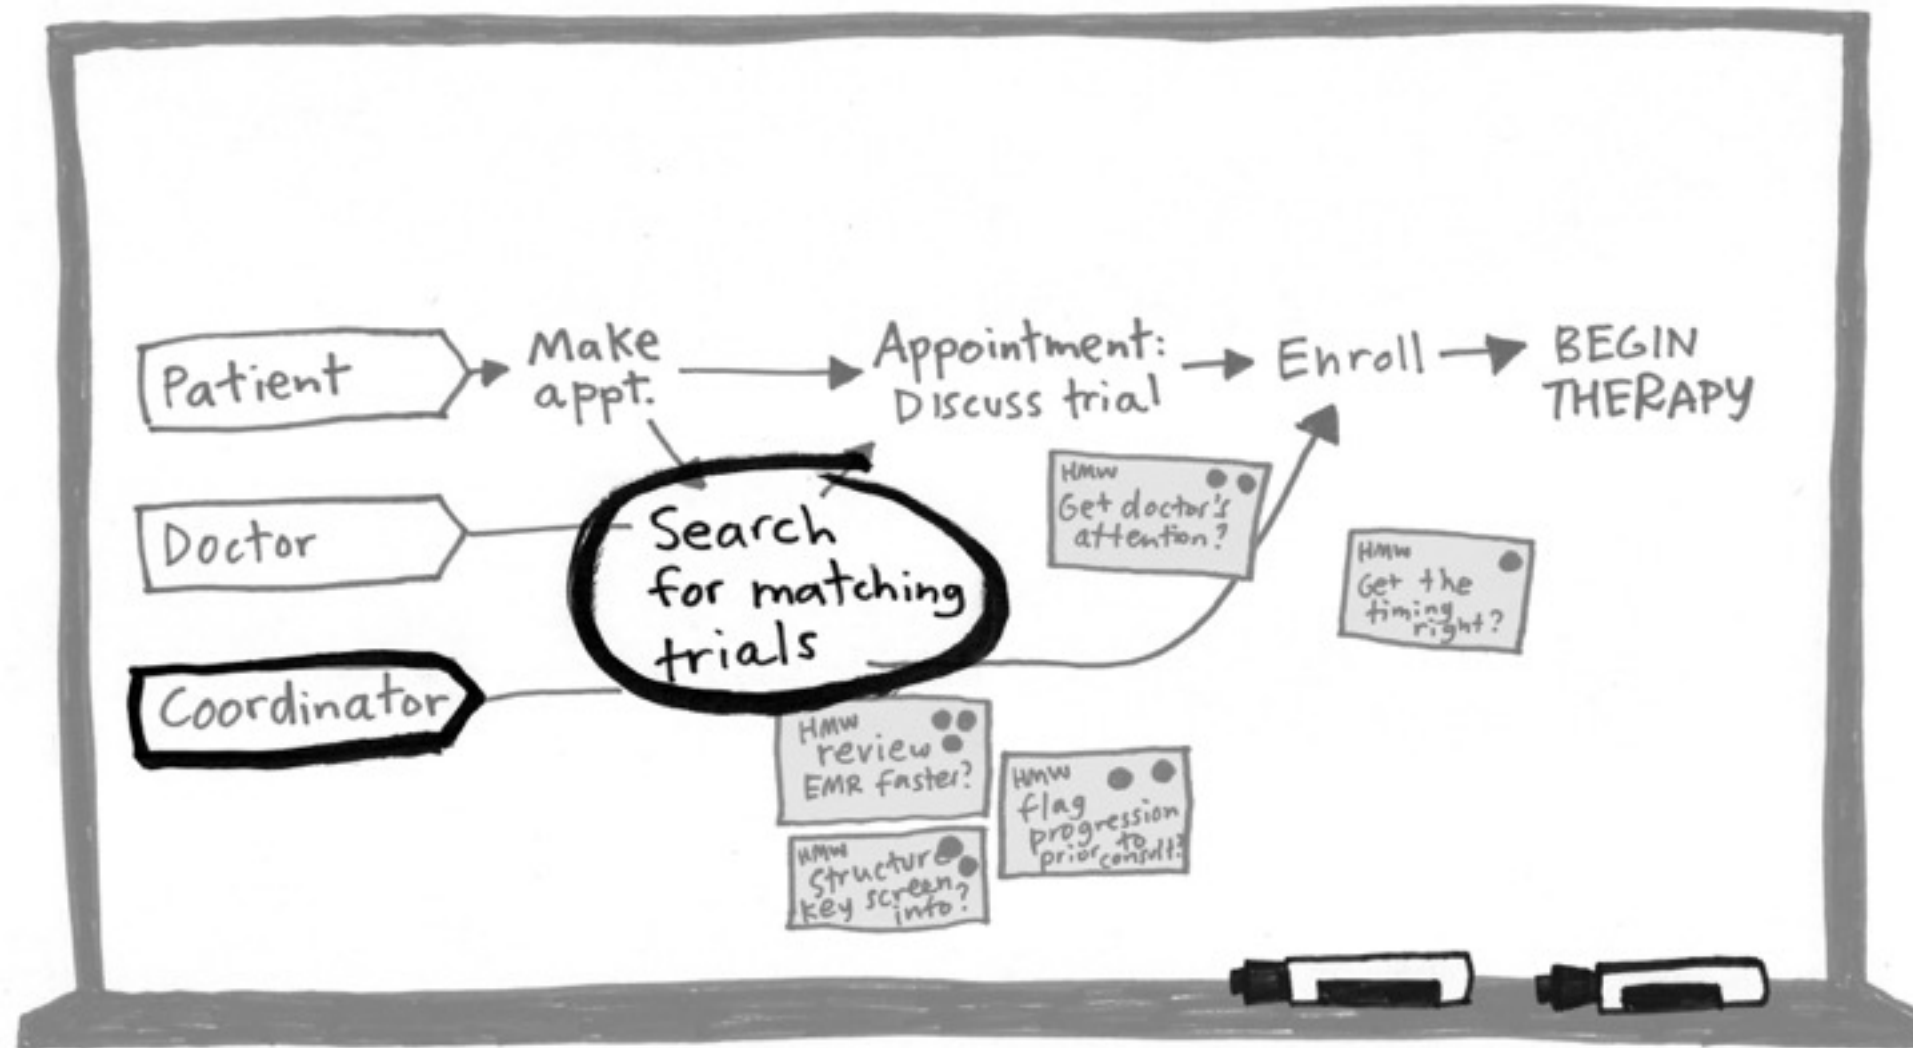 Patient
Make
appt.
Appointment:
Discuss trial
Enroll
BEGIN
THERAPY
Doctor
Search
for matching
trials
HMW
Get doctor's
attention?
HMW
Get the
timing
right?
Coordinator
HMW
review
EMR faster?
HMW
flag
progression
prior to
consult?
HMW
structure
key screen
info?